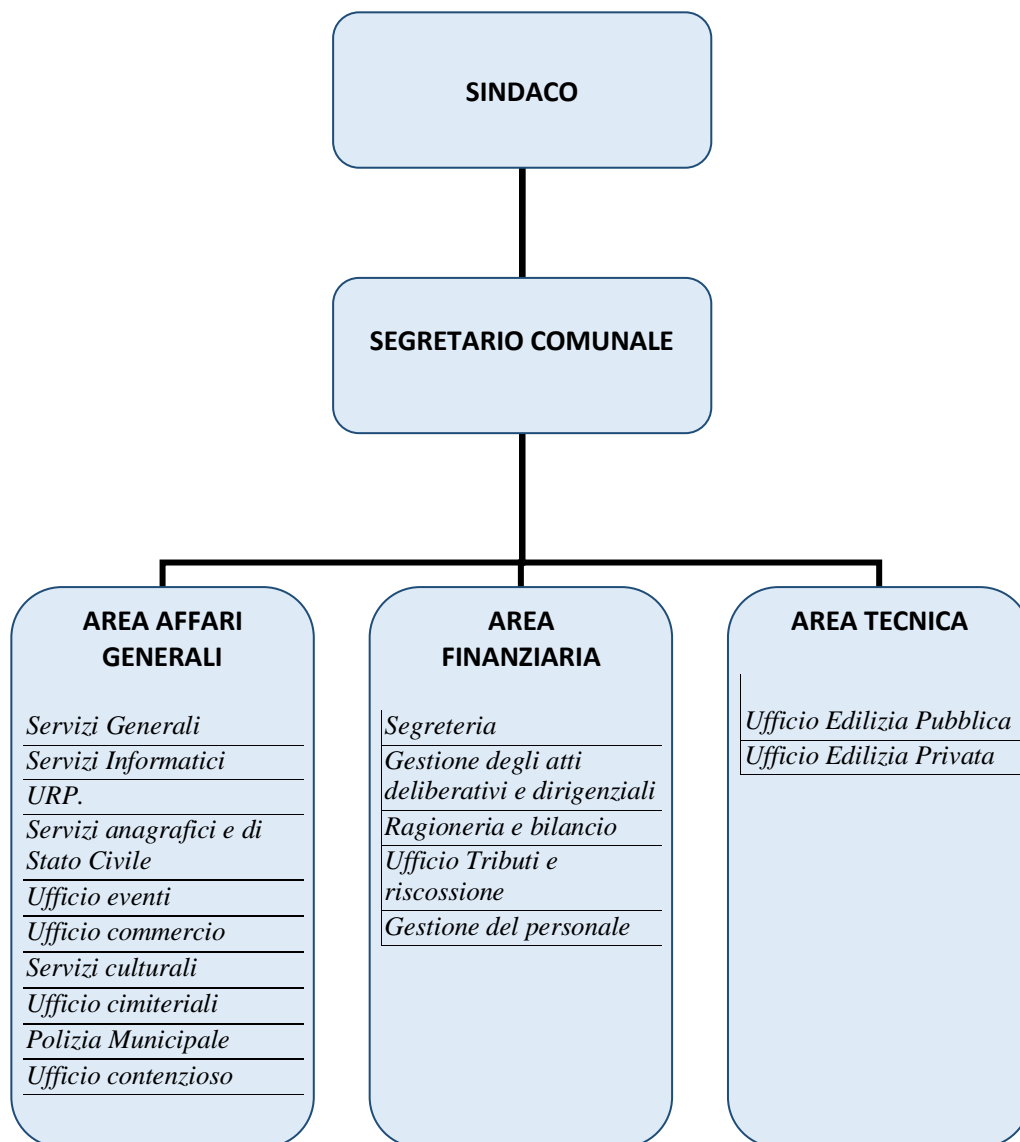 SINDACO
SEGRETARIO COMUNALE
AREA AFFARI
GENERALI
Servizi Generali
Servizi Informatici
URP.
Servizi anagrafici e di
Stato Civile
Ufficio eventi
Ufficio commercio
Servizi culturali
Ufficio cimiteriali
Polizia Municipale
Ufficio contenzioso
AREA
FINANZIARIA
Segreteria
Gestione degli atti
deliberativi e dirigenziali
Ragioneria e bilancio
Ufficio Tributi e
riscossione
Gestione del personale
AREA TECNICA
Ufficio Edilizia Pubblica
Ufficio Edilizia Privata